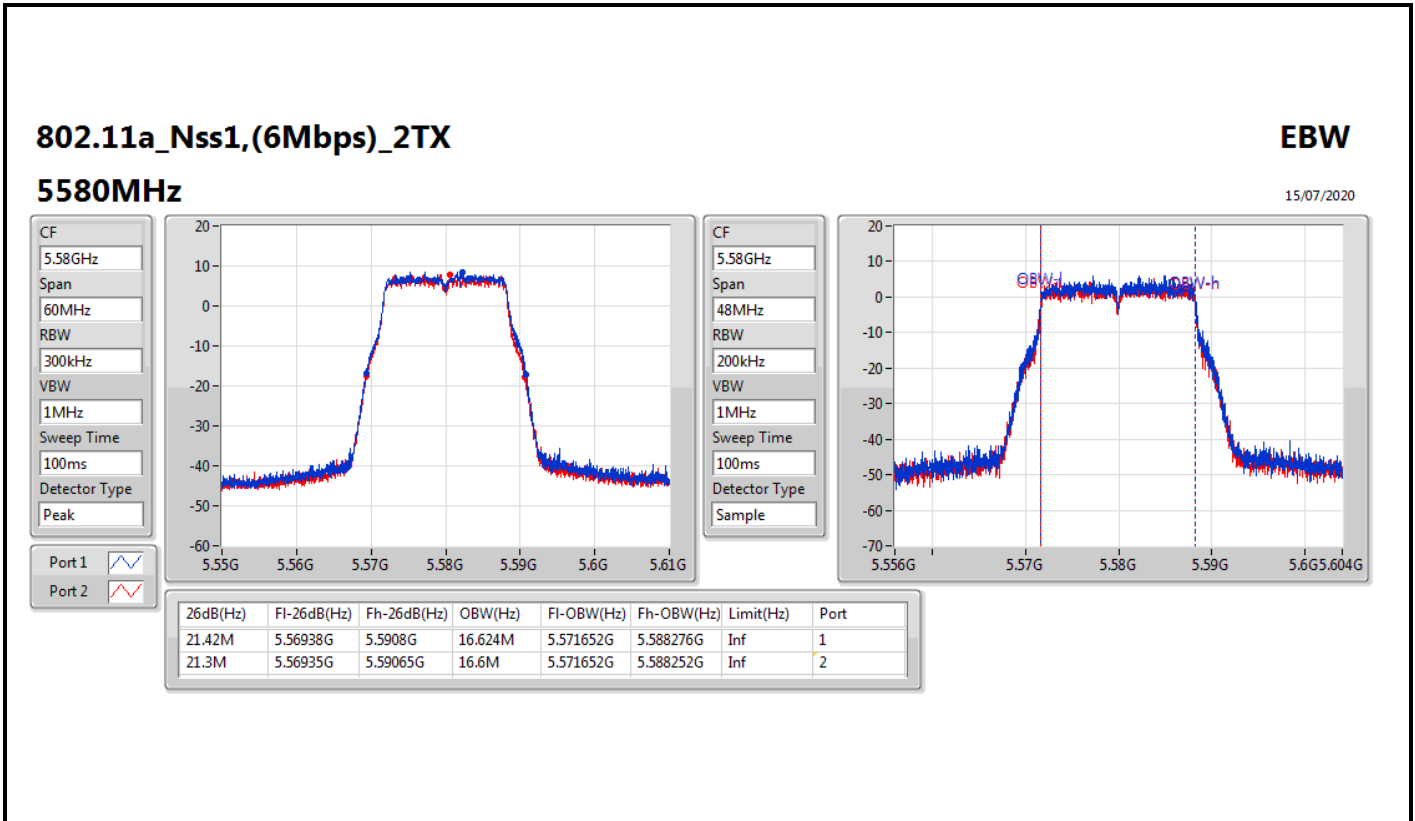 802.11a_Nss1,(6Mbps)_2TX
EBW
5580MHz
15/07/2020
CF
5.58GHz
Span
60MHz
RBW
300kHz
VBW
1MHz
Sweep Time
100ms
Detector Type
Peak
Port 1
Port 2
20
10
0
-10
-20
-30
-40
-50
-60
5.55G 5.56G 5.57G 5.58G 5.59G 5.6G 5.61G
CF
5.58GHz
Span
48MHz
RBW
200kHz
VBW
1MHz
Sweep Time
100ms
Detector Type
Sample
20
10
0
-10
-20
-30
-40
-50
-60
-70
OBW-l OBW-h
5.556G 5.57G 5.58G 5.59G 5.6G 5.604G
26dB(Hz) Fl-26dB(Hz) Fh-26dB(Hz) OBW(Hz) Fl-OBW(Hz) Fh-OBW(Hz) Limit(Hz) Port
21.42M 5.56938G 5.5908G 16.624M 5.571652G 5.588276G Inf 1
21.3M 5.56935G 5.59065G 16.6M 5.571652G 5.588252G Inf 2